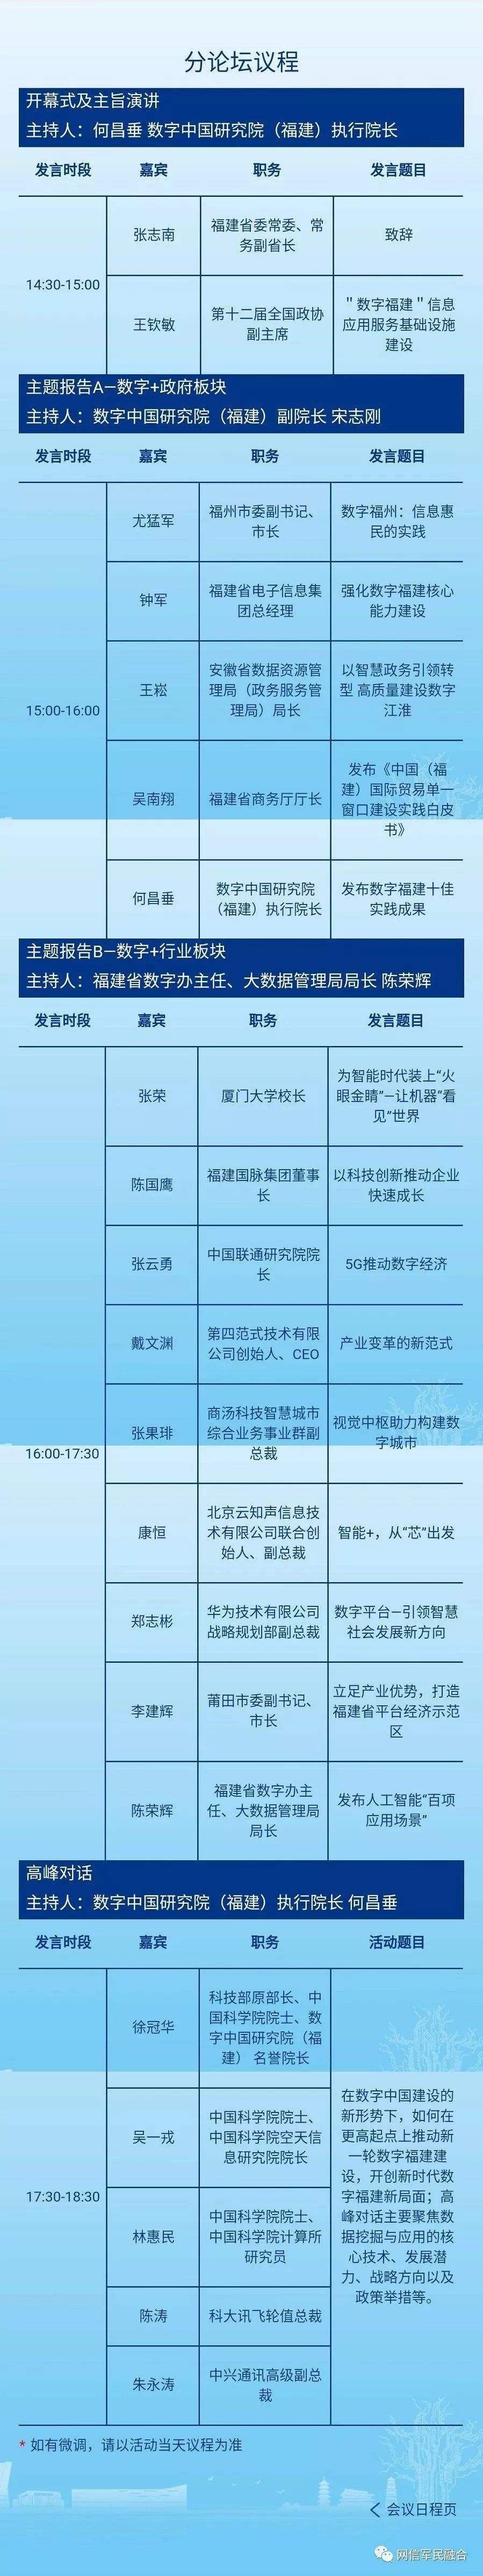 分论坛议程
开幕式及主旨演讲
主持人：何昌垂 数字中国研究院（福建）执行院长
发言时段 嘉宾 职务 发言题目
14:30-15:00
张志南
福建省委常委、常
务副省长
致辞
王钦敏
第十二届全国政协
副主席
＂数字福建＂信息
应用服务基础设施
建设
主题报告A—数字+政府板块
主持人：数字中国研究院（福建）副院长 宋志刚
发言时段 嘉宾 职务 发言题目
15:00-16:00
尤猛军
福州市委副书记、
市长
数字福州：信息惠
民的实践
钟军
福建省电子信息集
团总经理
强化数字福建核心
能力建设
王崧
安徽省数据资源管
理局（政务服务管
理局）局长
以智慧政务引领转
型 高质量建设数字
江淮
吴南翔
福建省商务厅厅长
发布《中国（福
建）国际贸易单一
窗口建设实践白皮
书》
何昌垂
数字中国研究院
（福建）执行院长
发布数字福建十佳
实践成果
主题报告B—数字+行业板块
主持人：福建省数字办主任、大数据管理局局长 陈荣辉
发言时段 嘉宾 职务 发言题目
16:00-17:30
张荣
厦门大学校长
为智能时代装上“火
眼金睛”—让机器“看
见”世界
陈国鹰
福建国脉集团董事
长
以科技创新推动企业
快速成长
张云勇
中国联通研究院院
长
5G推动数字经济
戴文渊
第四范式技术有限
公司创始人、CEO
产业变革的新范式
张果琲
商汤科技智慧城市
综合业务事业群副
总裁
视觉中枢助力构建数
字城市
康恒
北京云知声信息技
术有限公司联合创
始人、副总裁
智能+，从“芯”出发
郑志彬
华为技术有限公司
战略规划部副总裁
数字平台—引领智慧
社会发展新方向
李建辉
莆田市委副书记、
市长
立足产业优势，打造
福建省平台经济示范
区
陈荣辉
福建省数字办主
任、大数据管理局
局长
发布人工智能“百项
应用场景”
高峰对话
主持人：数字中国研究院（福建）执行院长 何昌垂
发言时段 嘉宾 职务 活动题目
17:30-18:30
徐冠华
科技部原部长、中
国科学院院士、数
字中国研究院（福
建） 名誉院长
吴一戎
中国科学院院士、
中国科学院空天信
息研究院院长
林惠民
中国科学院院士、
中国科学院计算所
研究员
陈涛
科大讯飞轮值总裁
朱永涛
中兴通讯高级副总
裁
在数字中国建设的
新形势下，如何在
更高起点上推动新
一轮数字福建建
设，开创新时代数
字福建新局面；高
峰对话主要聚焦数
据挖掘与应用的核
心技术、发展潜
力、战略方向以及
政策举措等。
* 如有微调，请以活动当天议程为准
会议日程页
网信军民融合